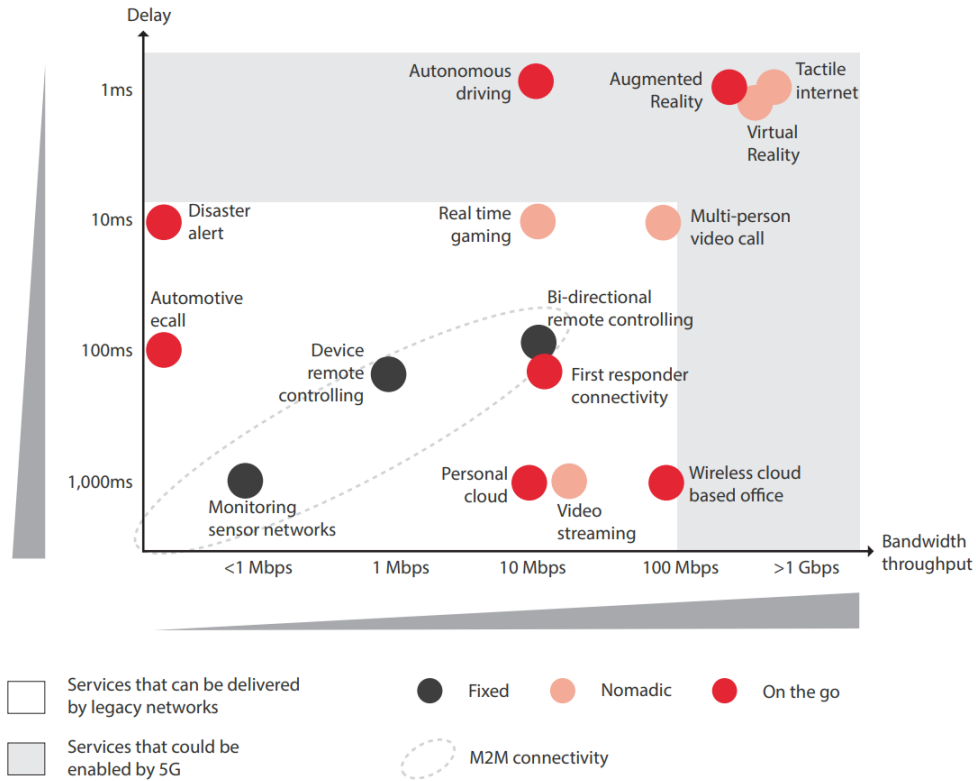 Delay
1ms
Autonomous
driving
Augmented
Reality
Tactile
internet
Virtual
Reality
10ms
Disaster
alert
Real time
gaming
Multi-person
video call
Automotive
ecall
Bi-directional
remote controlling
100ms
Device
remote
controlling
First responder
connectivity
1,000ms
Monitoring
sensor networks
Personal
cloud
Video
streaming
Wireless cloud
based office
Bandwidth
throughput
<1 Mbps
1 Mbps
10 Mbps
100 Mbps
>1 Gbps
Services that can be delivered
by legacy networks
Fixed
Nomadic
On the go
Services that could be
enabled by 5G
M2M connectivity